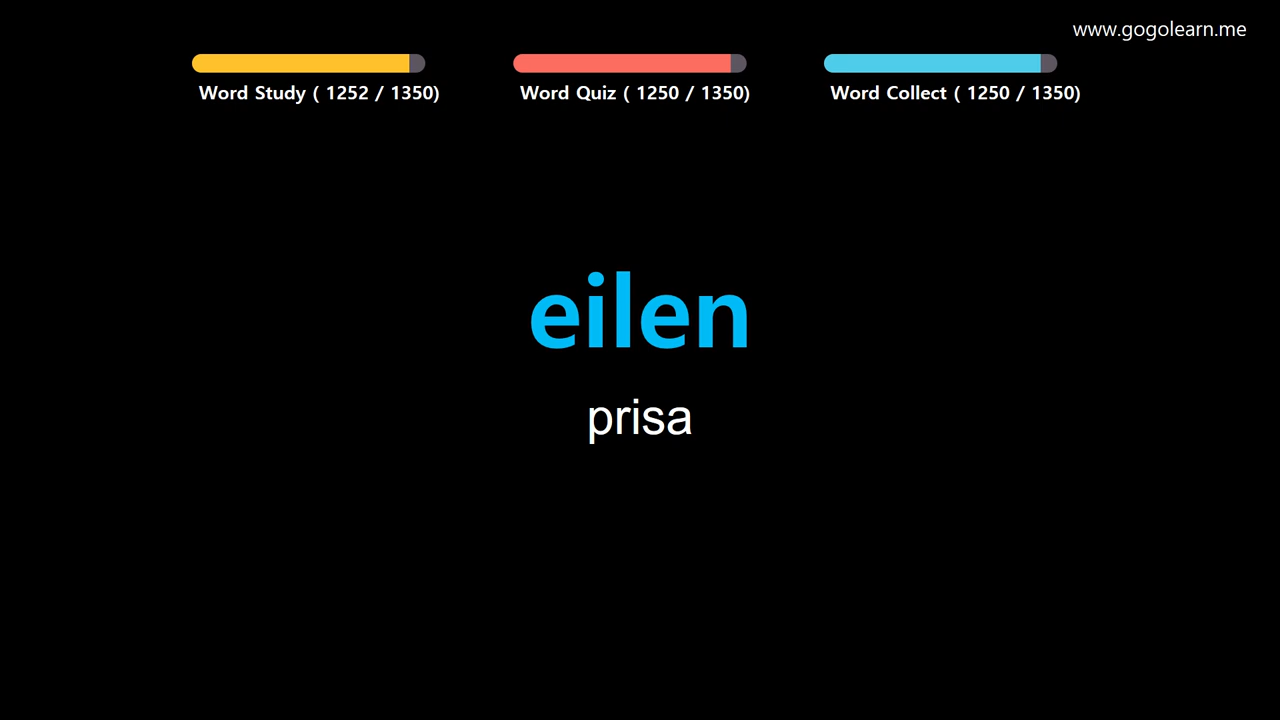 www.gogolearn.me
Word Study ( 1252 / 1350)
Word Quiz ( 1250 / 1350)
Word Collect ( 1250 / 1350)
eilen
prisa